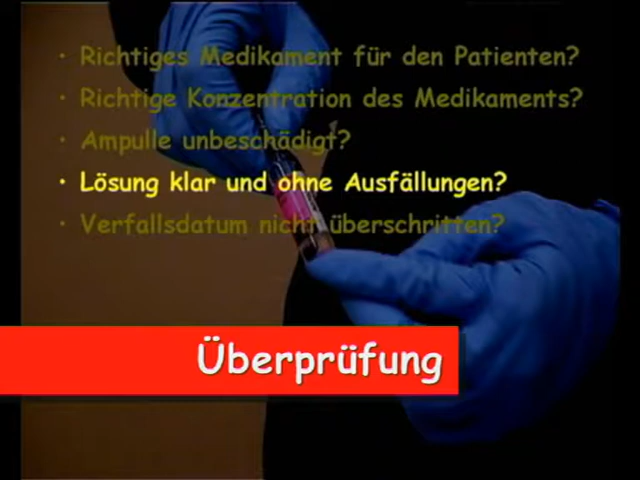 • Richtiges Medikament für den Patienten?
• Richtige Konzentration des Medikaments?
• Ampulle unbeschädigt?
• Lösung klar und ohne Ausfällungen?
• Verfallsdatum nicht überschritten?
Überprüfung